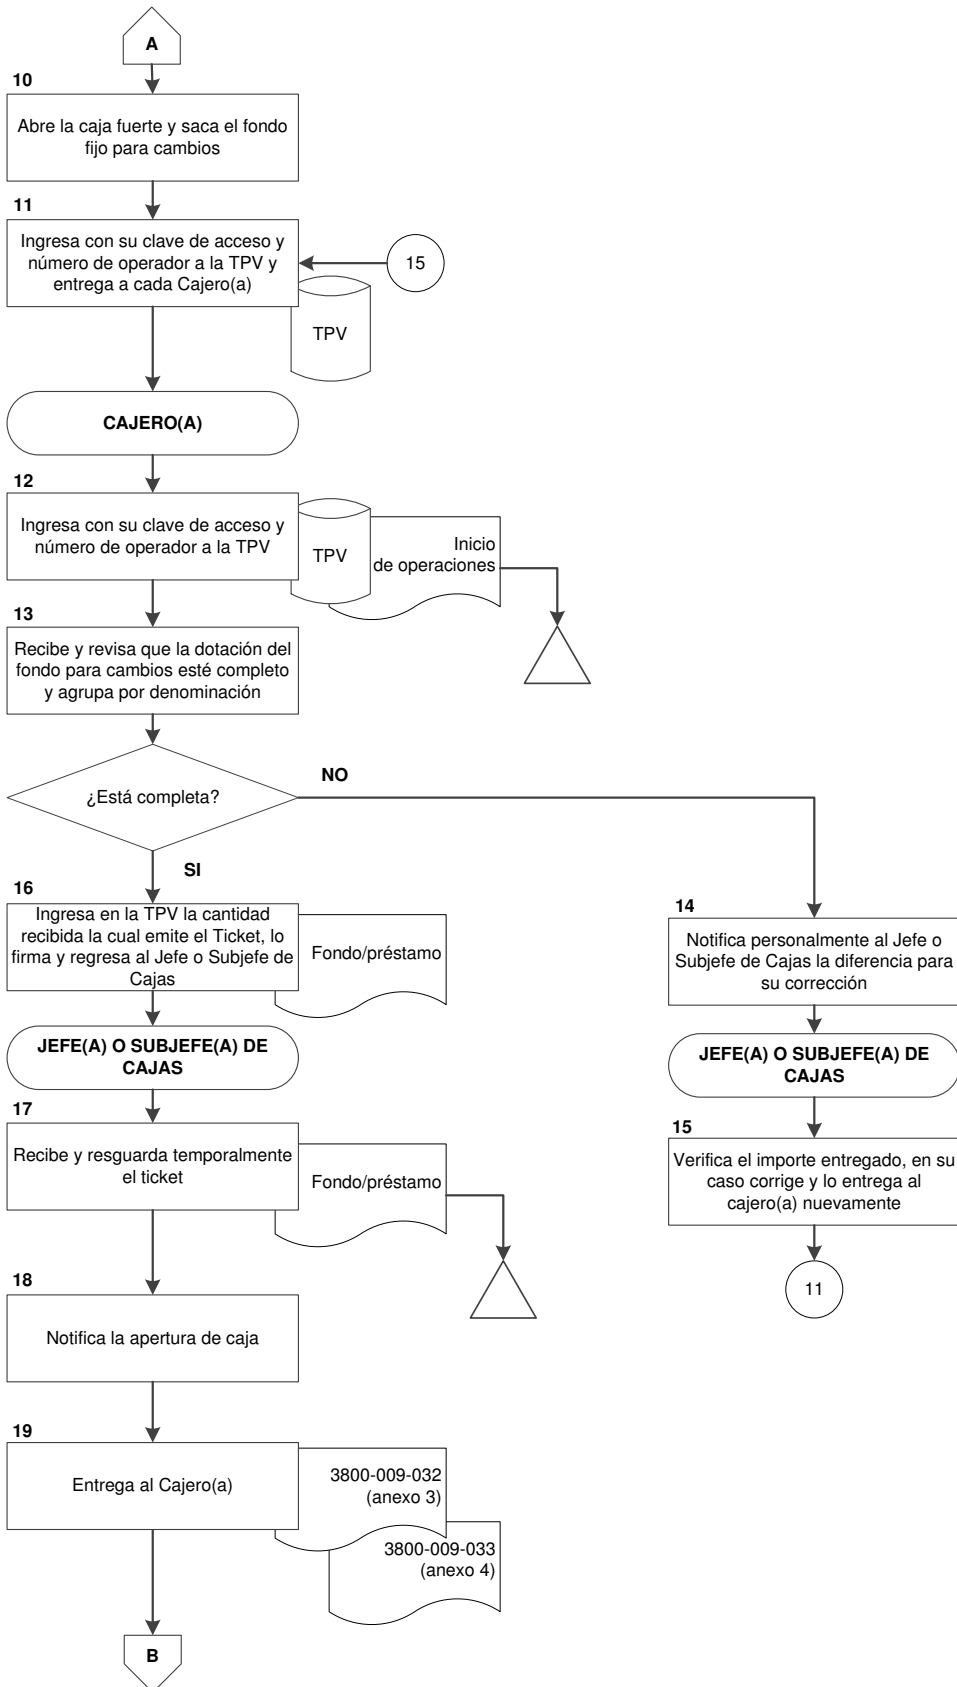 A
10
Abre la caja fuerte y saca el fondo
fijo para cambios
11
Ingresa con su clave de acceso y
número de operador a la TPV y
entrega a cada Cajero(a)
15
TPV
CAJERO(A)
12
Ingresa con su clave de acceso y
número de operador a la TPV
TPV
Inicio
de operaciones
13
Recibe y revisa que la dotación del
fondo para cambios esté completo
y agrupa por denominación
¿Está completa?
NO
SI
16
Ingresa en la TPV la cantidad
recibida la cual emite el Ticket, lo
firma y regresa al Jefe o Subjefe de
Cajas
Fondo/préstamo
14
Notifica personalmente al Jefe o
Subjefe de Cajas la diferencia para
su corrección
JEFE(A) O SUBJEFE(A) DE
CAJAS
JEFE(A) O SUBJEFE(A) DE
CAJAS
17
Recibe y resguarda temporalmente
el ticket
Fondo/préstamo
15
Verifica el importe entregado, en su
caso corrige y lo entrega al
cajero(a) nuevamente
11
18
Notifica la apertura de caja
19
Entrega al Cajero(a)
3800-009-032
(anexo 3)
3800-009-033
(anexo 4)
B